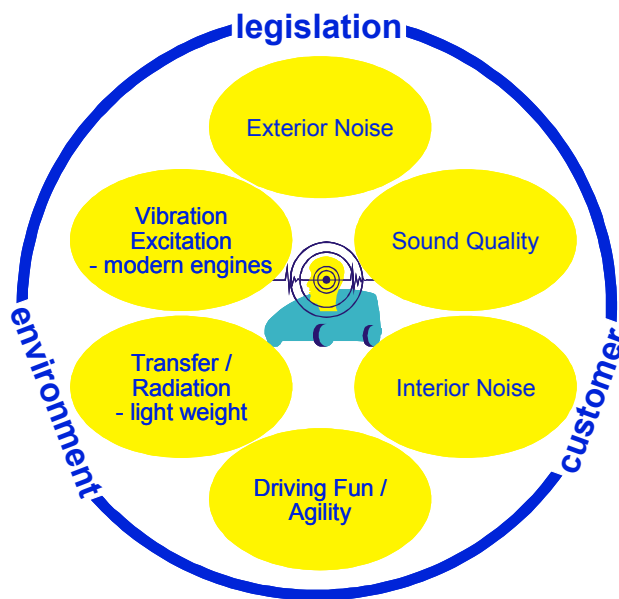 legislation
Exterior Noise
Vibration
Excitation
- modern engines
Sound Quality
environment
customer
Transfer /
Radiation
- light weight
Interior Noise
Driving Fun /
Agility